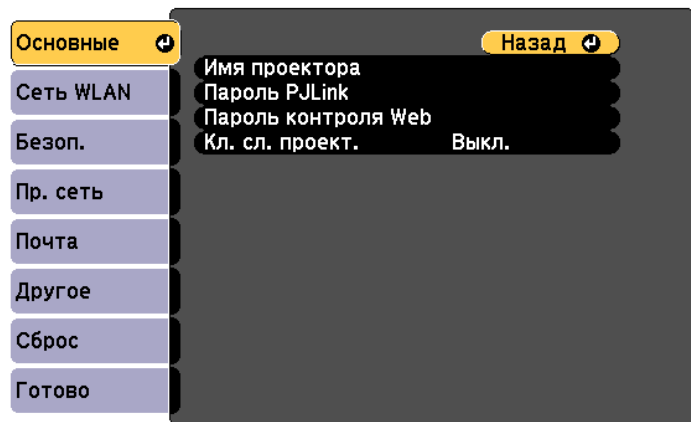 Основные
Сеть WLAN
Безоп.
Пр. сеть
Почта
Другое
Сброс
Готово
Назад
Имя проектора
Пароль PJLink
Пароль контроля Web
Кл. сл. проект. Выкл.